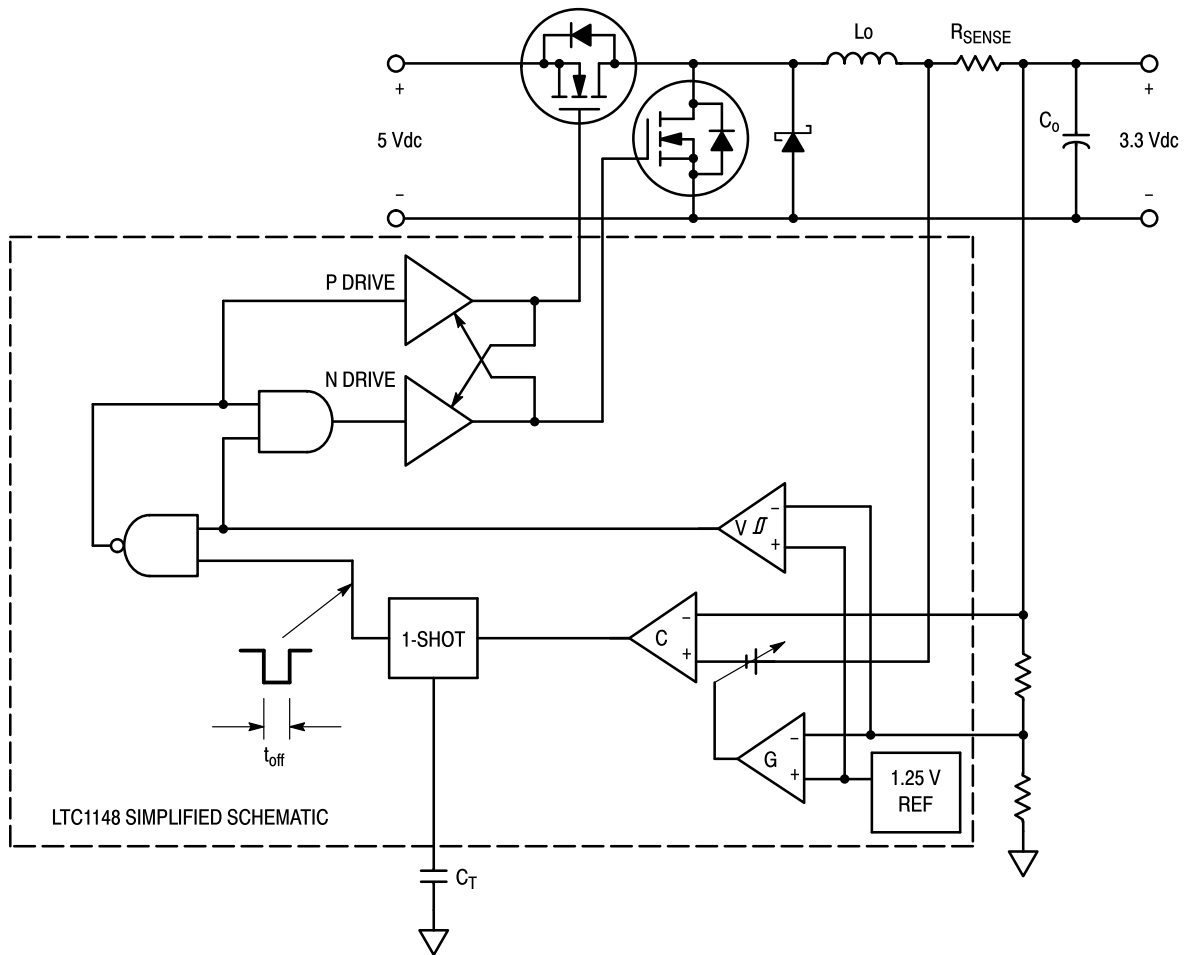 Lo
RSENSE
+
+
5 Vdc
Co
3.3 Vdc
–
–
P DRIVE
N DRIVE
V
–
+
1-SHOT
C
–
+
toff
G
–
+
1.25 V
REF
LTC1148 SIMPLIFIED SCHEMATIC
CT